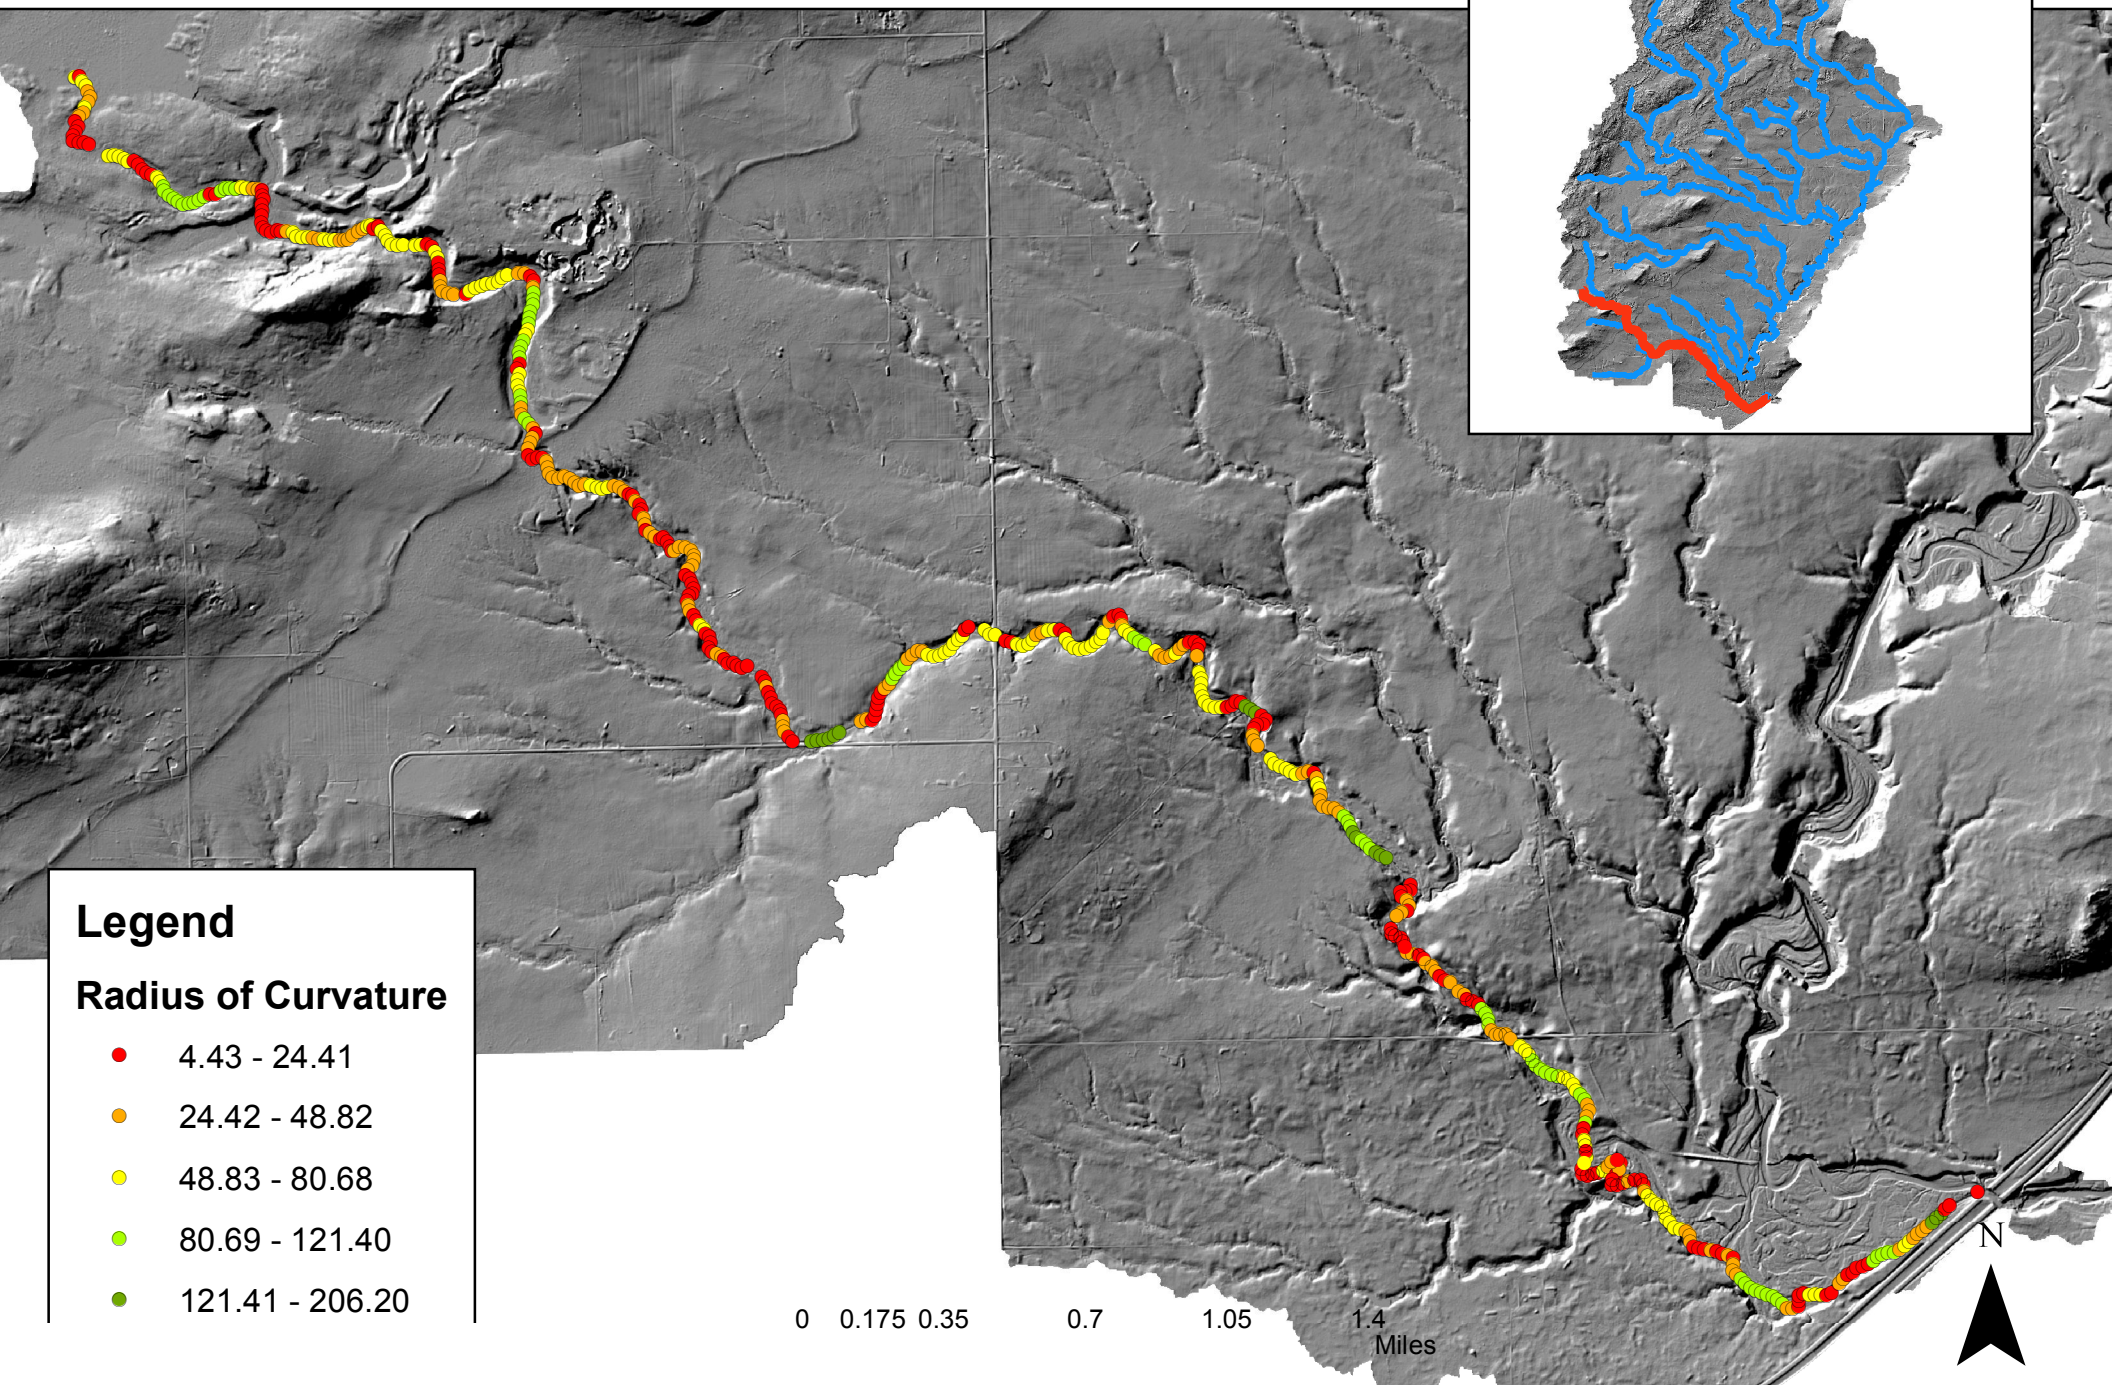 Legend
Radius of Curvature
4.43 - 24.41
24.42 - 48.82
48.83 - 80.68
80.69 - 121.40
121.41 - 206.20
0 0.175 0.35 0.7 1.05 1.4
Miles
N